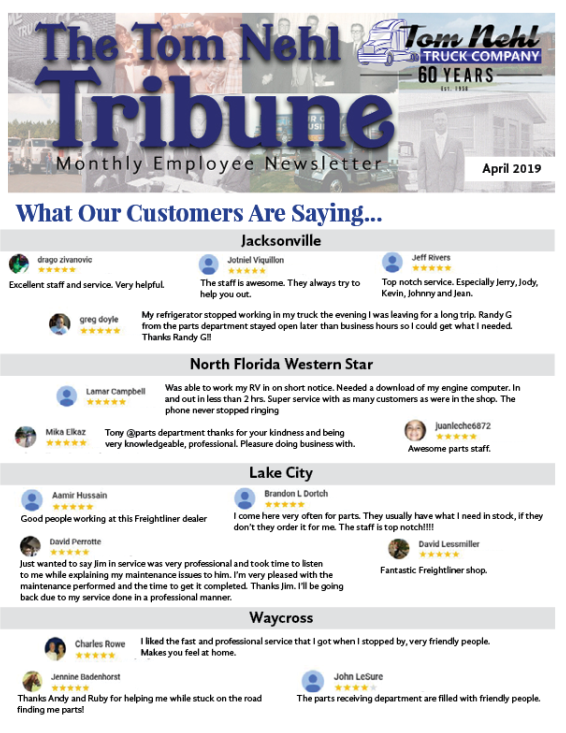 The Tom Nehl
Tribune
Monthly Employee Newsletter
Tom Nehl
TRUCK COMPANY
60 YEARS
Est. 1958
April 2019
What Our Customers Are Saying...
Jacksonville
drago zivanovic
Excellent staff and service. Very helpful.
Jotniel Viquillon
The staff is awesome. They always try to
help you out.
Jeff Rivers
Top notch service. Especially Jerry, Jody,
Kevin, Johnny and Jean.
greg doyle
My refrigerator stopped working in my truck the evening I was leaving for a long trip. Randy G
from the parts department stayed open later than business hours so I could get what I needed.
Thanks Randy G!!
North Florida Western Star
Lamar Campbell
Was able to work my RV in on short notice. Needed a download of my engine computer. In
and out in less than 2 hrs. Super service with as many customers as were in the shop. The
phone never stopped ringing
Mika Elkaz
Tony @parts department thanks for your kindness and being
very knowledgeable, professional. Pleasure doing business with.
juanleche6872
Awesome parts staff.
Lake City
Aamir Hussain
Good people working at this Freightliner dealer
Brandon L Dortch
I come here very often for parts. They usually have what I need in stock, if they
don't they order it for me. The staff is top notch!!!!
David Perrotte
Just wanted to say Jim in service was very professional and took time to listen
to me while explaining my maintenance issues to him. I'm very pleased with the
maintenance performed and the time to get it completed. Thanks Jim. I'll be going
back due to my service done in a professional manner.
David Lessmiller
Fantastic Freightliner shop.
Waycross
Charles Rowe
I liked the fast and professional service that I got when I stopped by, very friendly people.
Makes you feel at home.
Jennine Badenhorst
Thanks Andy and Ruby for helping me while stuck on the road
finding me parts!
John LeSure
The parts receiving department are filled with friendly people.